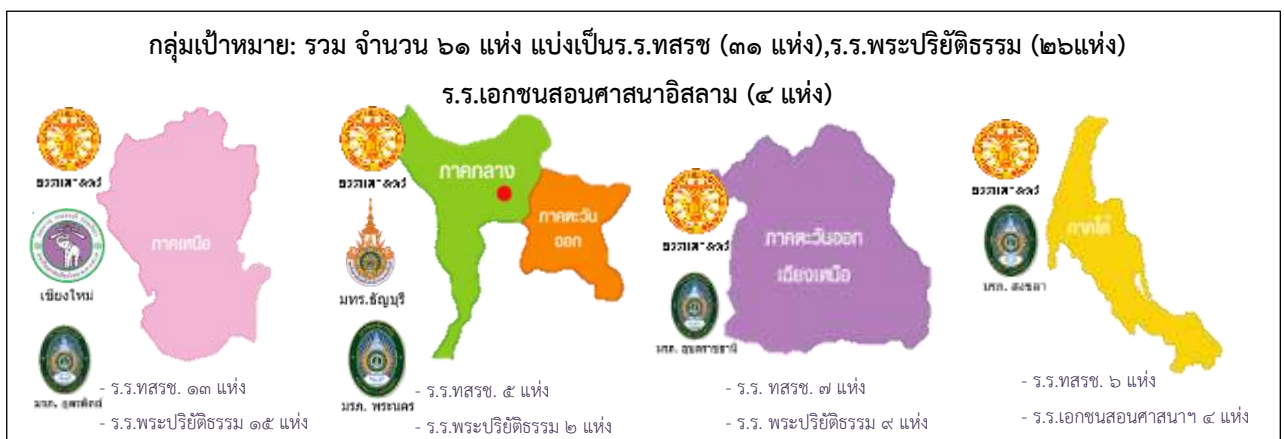 กลุ่มเป้าหมาย: รวม จำนวน ๖๑ แห่ง แบ่งเป็นร.ร.ทสรช (๓๑ แห่ง),ร.ร.พระปริยัติธรรม (๒๖แห่ง)
ร.ร.เอกชนสอนศาสนาอิสลาม (๔ แห่ง)
ภาคเหนือ
เชียงใหม่
- ร.ร.ทสรช. ๑๓ แห่ง
- ร.ร.พระปริยัติธรรม ๑๕ แห่ง
ภาคกลาง
ภาคตะวัน
ออก
มทร.ธัญบุรี
มรภ. พระนคร
- ร.ร.ทสรช. ๕ แห่ง
- ร.ร.พระปริยัติธรรม ๒ แห่ง
ภาคตะวันออก
เฉียงเหนือ
มรภ. อุบลราชธานี
- ร.ร. ทสรช. ๗ แห่ง
- ร.ร. พระปริยัติธรรม ๙ แห่ง
ภาคใต้
มรภ. สงขลา
- ร.ร.ทสรช. ๖ แห่ง
- ร.ร.เอกชนสอนศาสนาฯ ๔ แห่ง